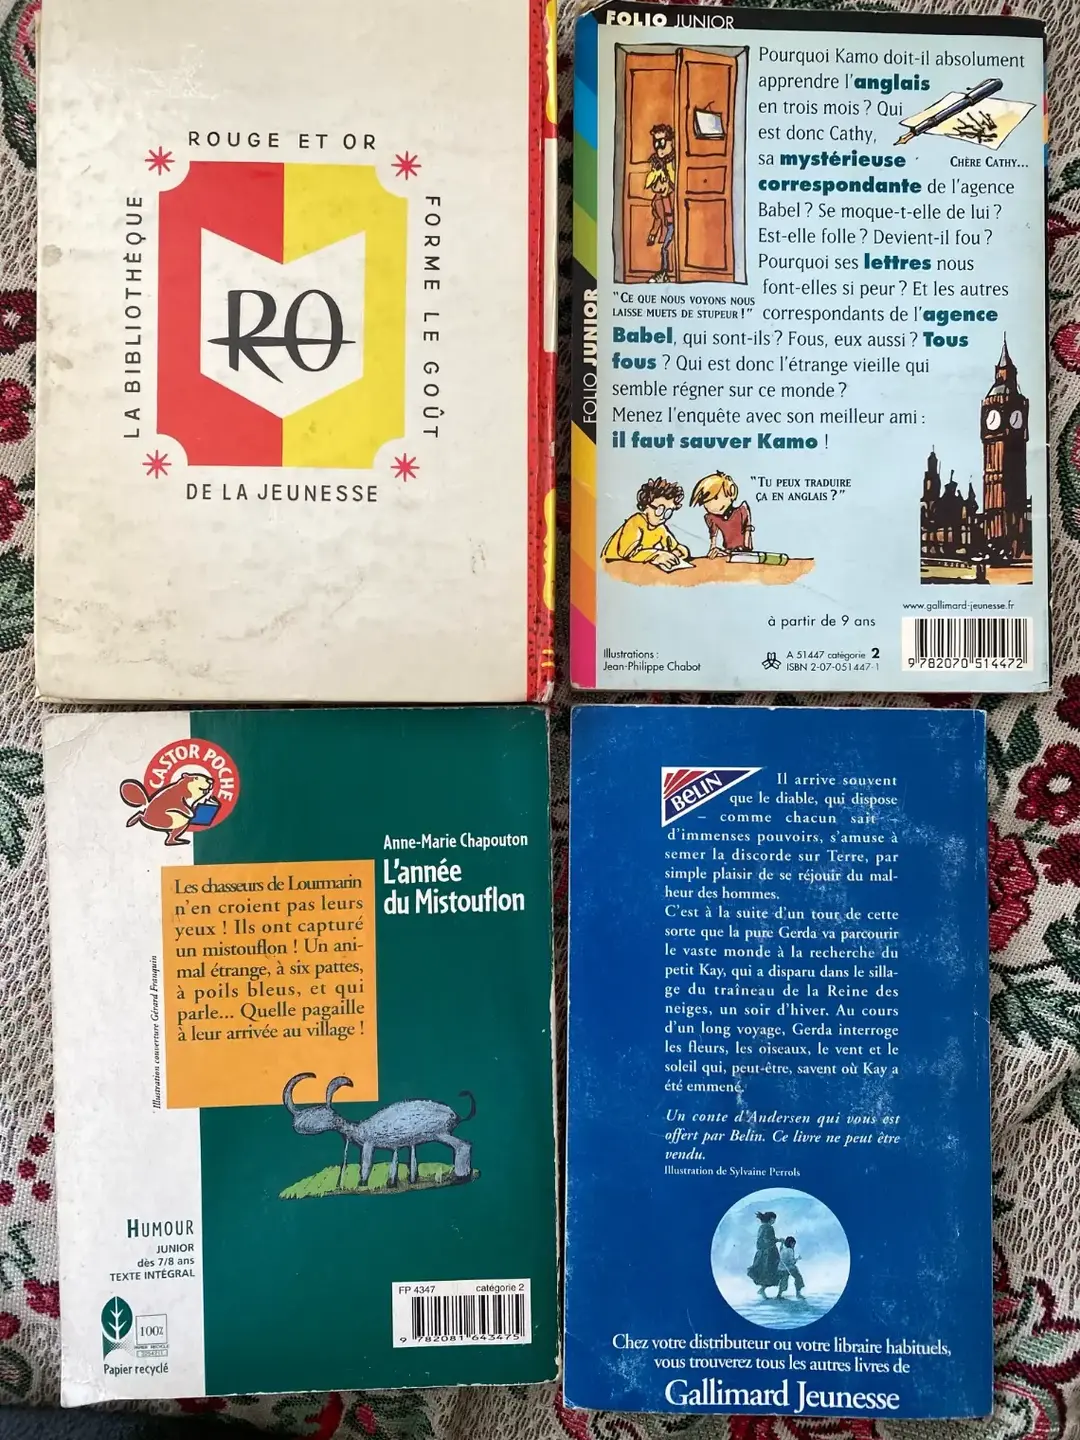 ROUGE ET OR
LA BIBLIOTHÈQUE
FORME LE GOÛT
RO
DE LA JEUNESSE
FOLIO JUNIOR
FOLIO JUNIOR
Pourquoi Kamo doit-il absolument
apprendre l'anglais
en trois mois ? Qui
est donc Cathy,
sa mystérieuse
CHÈRE CATHY...
correspondante de l'agence
Babel ? Se moque-t-elle de lui ?
Est-elle folle ? Devient-il fou ?
Pourquoi ses lettres nous
font-elles si peur ? Et les autres
"CE QUE NOUS VOYONS NOUS
LAISSE MUETS DE STUPEUR !"
correspondants de l'agence
Babel, qui sont-ils ? Fous, eux aussi ? Tous
fous ? Qui est donc l'étrange vieille qui
semble régner sur ce monde ?
Menez l'enquête avec son meilleur ami :
il faut sauver Kamo !
"TU PEUX TRADUIRE
ÇA EN ANGLAIS ?"
www.gallimard-jeunesse.fr
à partir de 9 ans
Illustrations :
Jean-Philippe Chabot
A 51447 catégorie 2
ISBN 2-07-051447-1
9 782070 514472
CASTOR POCHE
Anne-Marie Chapouton
L'année
du Mistouflon
Les chasseurs de Lourmarin
n'en croient pas leurs
yeux ! Ils ont capturé
un mistouflon ! Un ani-
mal étrange, à six pattes,
à poils bleus, et qui
parle... Quelle pagaille
à leur arrivée au village !
Illustration couverture Gérard Franquin
HUMOUR
JUNIOR
dès 7/8 ans
TEXTE INTÉGRAL
100%
Papier recyclé
FP 4347 catégorie 2
9 782081 643475
BELIN
Il arrive souvent
que le diable, qui dispose
– comme chacun sait –
d'immenses pouvoirs, s'amuse à
semer la discorde sur Terre, par
simple plaisir de se réjouir du mal-
heur des hommes.
C'est à la suite d'un tour de cette
sorte que la pure Gerda va parcourir
le vaste monde à la recherche du
petit Kay, qui a disparu dans le silla-
ge du traîneau de la Reine des
neiges, un soir d'hiver. Au cours
d'un long voyage, Gerda interroge
les fleurs, les oiseaux, le vent et le
soleil qui, peut-être, savent où Kay a
été emmené.
Un conte d'Andersen qui vous est
offert par Belin. Ce livre ne peut être
vendu.
Illustration de Sylvaine Perrols
Chez votre distributeur ou votre libraire habituels,
vous trouverez tous les autres livres de
Gallimard Jeunesse